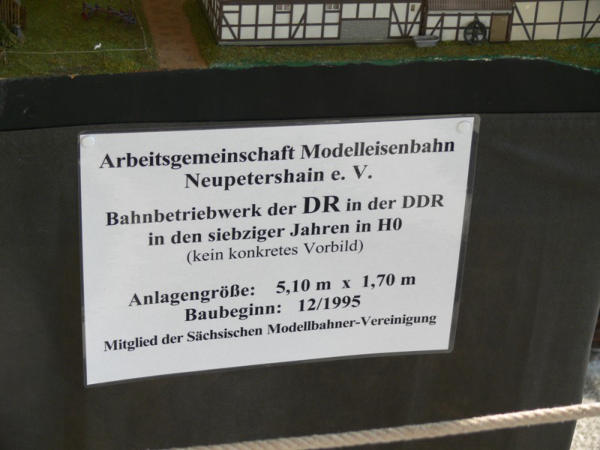 Arbeitsgemeinschaft Modelleisenbahn
Neupetershain e. V.
Bahnbetriebwerk der DR in der DDR
in den siebziger Jahren in H0
(kein konkretes Vorbild)
Anlagengröße: 5,10 m x 1,70 m
Baubeginn: 12/1995
Mitglied der Sächsischen Modellbahner-Vereinigung